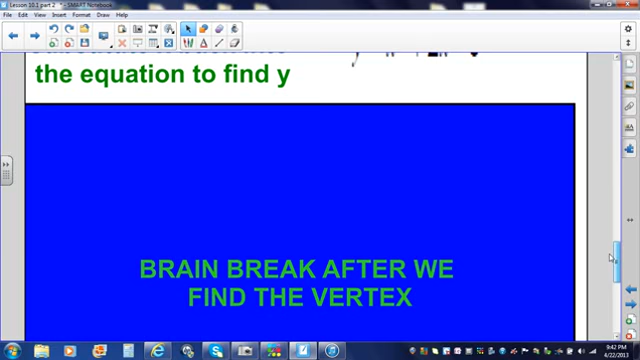 Lesson 10.1 part 2 * - SMART Notebook
File Edit View Insert Format Draw Help
the equation to find y
BRAIN BREAK AFTER WE
FIND THE VERTEX
9:42 PM
4/22/2013